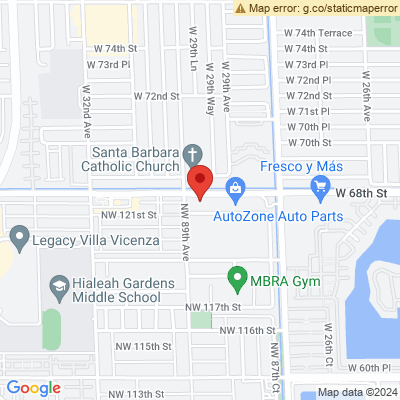 Map error: g.co/staticmaperror
W 74th Terrace
W 74th St
W 74th St
W 73rd Pl
W 29th Ln
W 29th Way
W 29th Ave
W 72nd Pl
W 26th Ave
W 72nd St
W 32nd Ave
W 71st Pl
W 70th Pl
W 70th St
Santa Barbara
Catholic Church
Fresco y Más
W 68th St
NW 121st St
AutoZone Auto Parts
NW 89th Ave
Legacy Villa Vicenza
MBRA Gym
Hialeah Gardens
Middle School
NW 117th St
NW 116th St
W 26th Ct
NW 115th St
NW 87th Ct
W 60th Pl
Google
NW 113th St
Map data ©2024